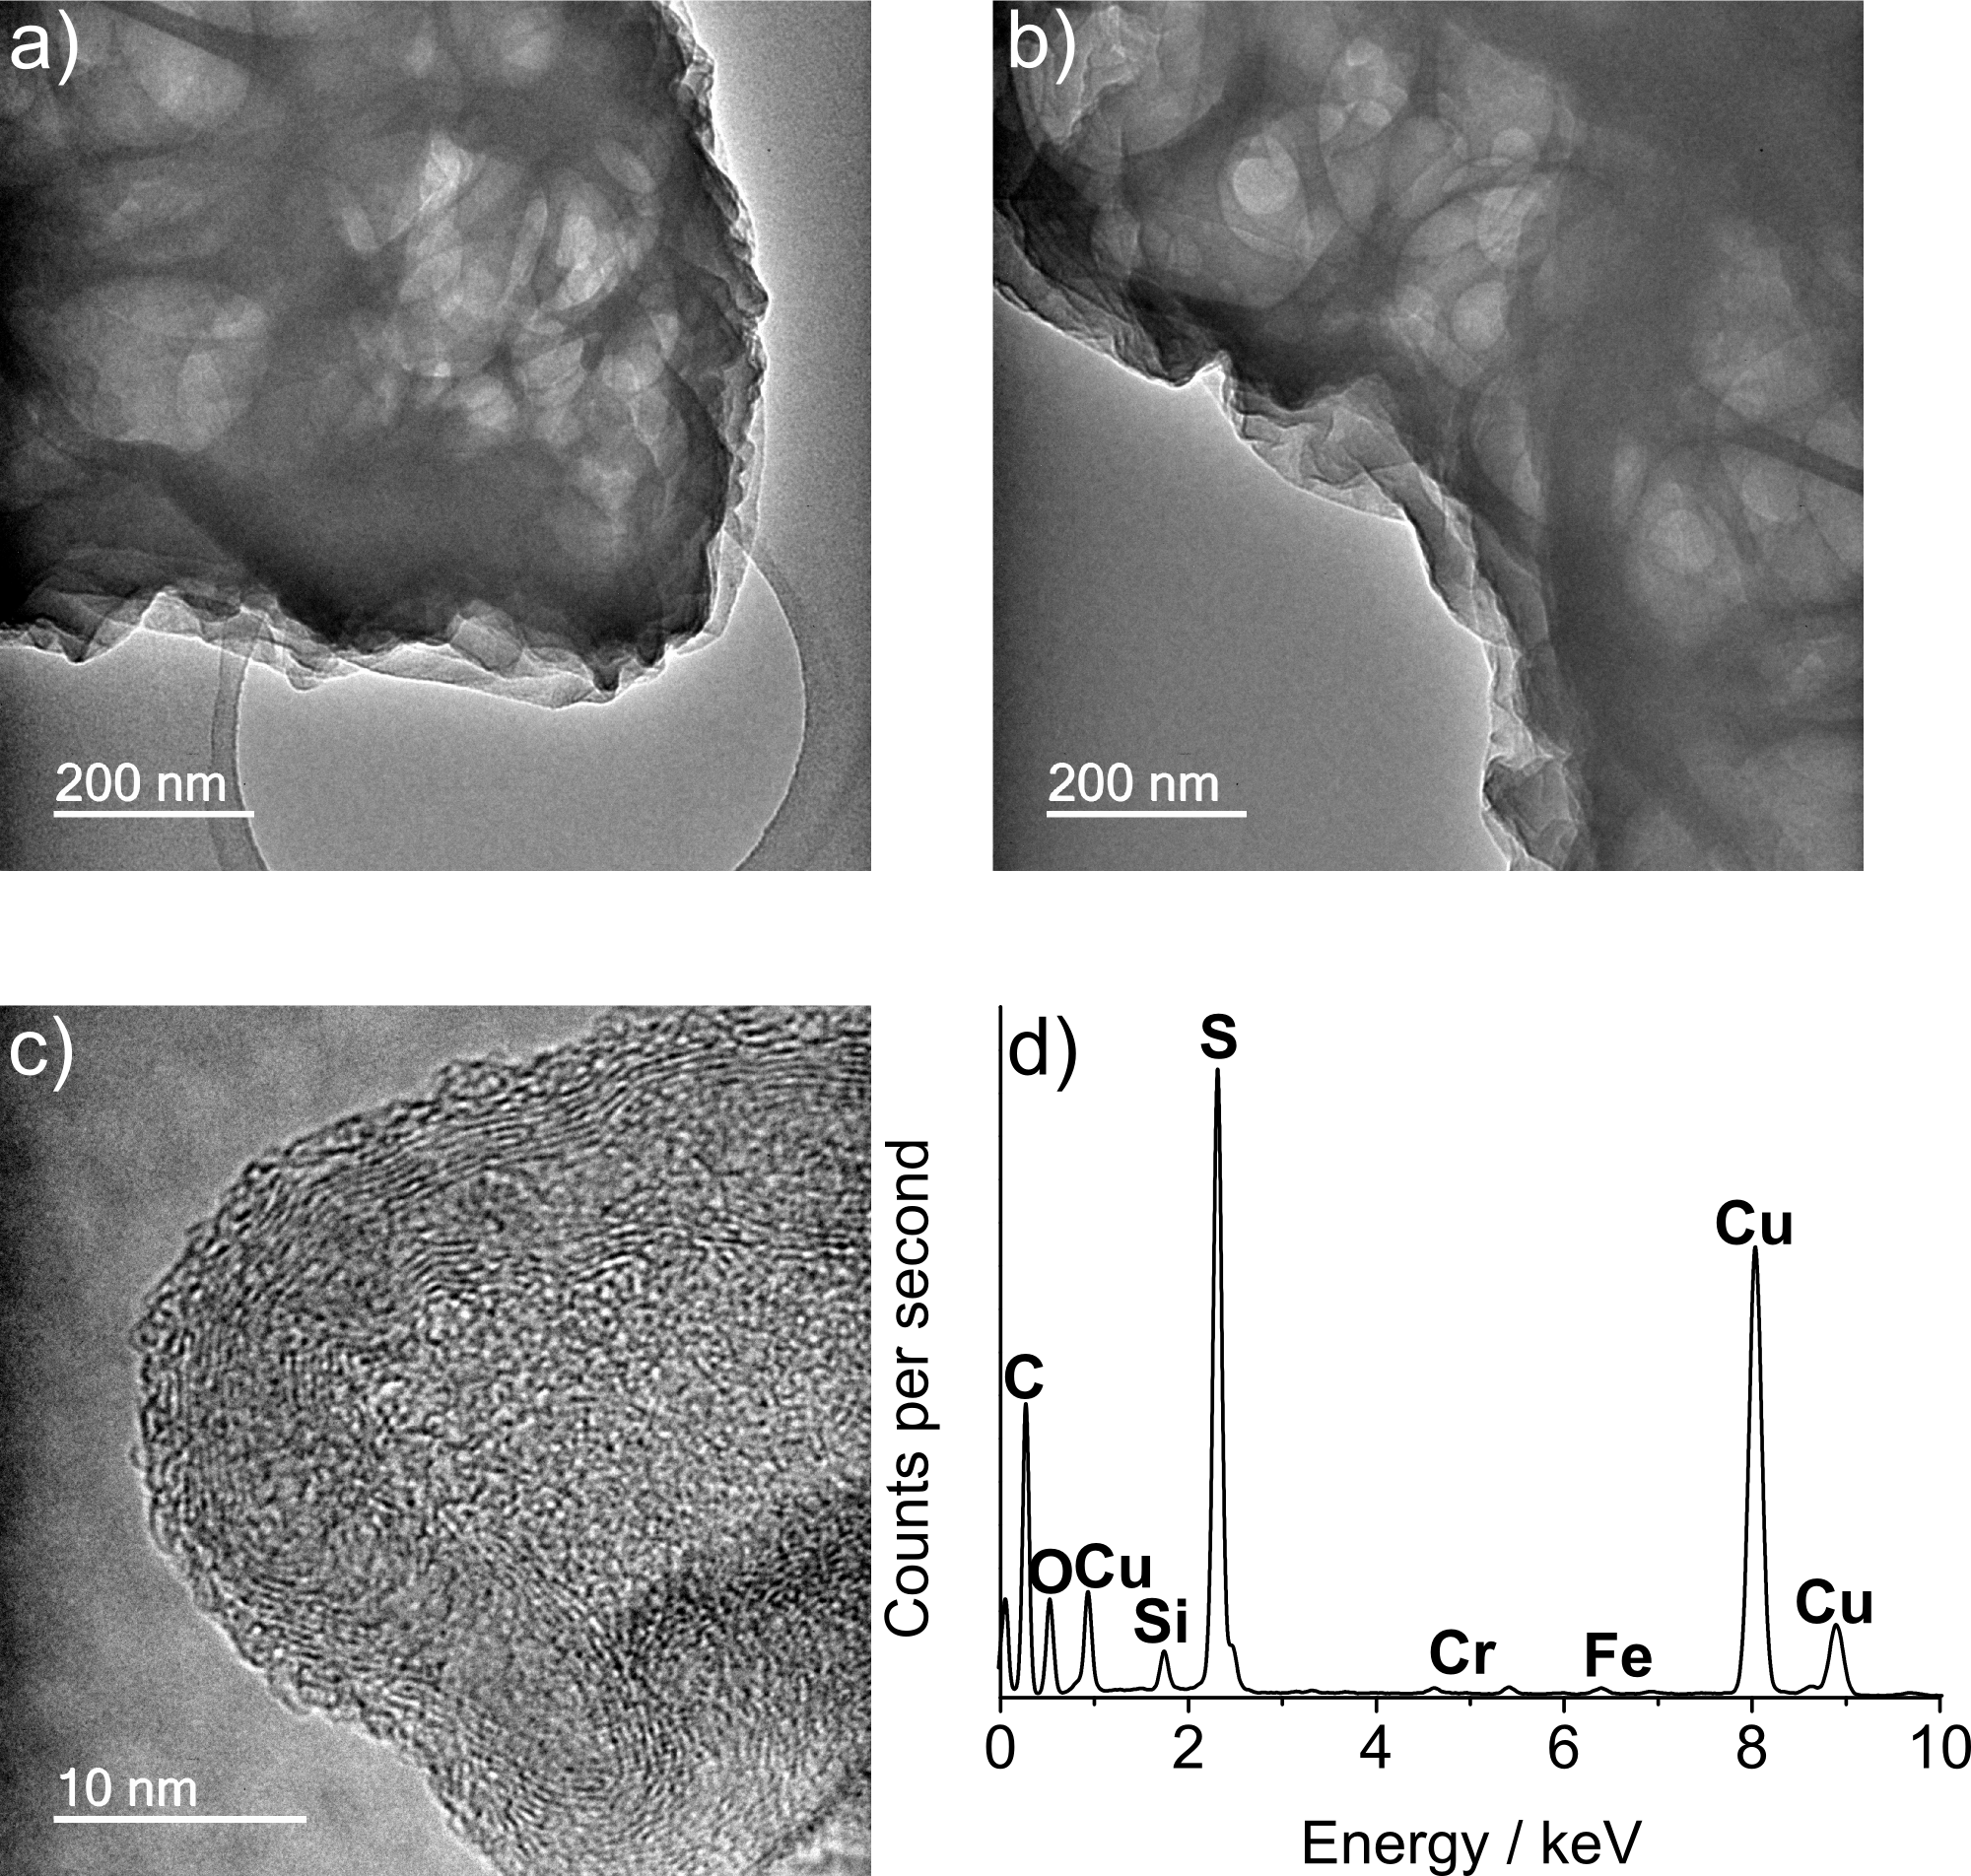 a)
200 nm
b)
200 nm
c)
10 nm
d)
S
Cu
C
O Cu
Si
Cu
Cr
Fe
Counts per second
0 2 4 6 8 10
Energy / keV